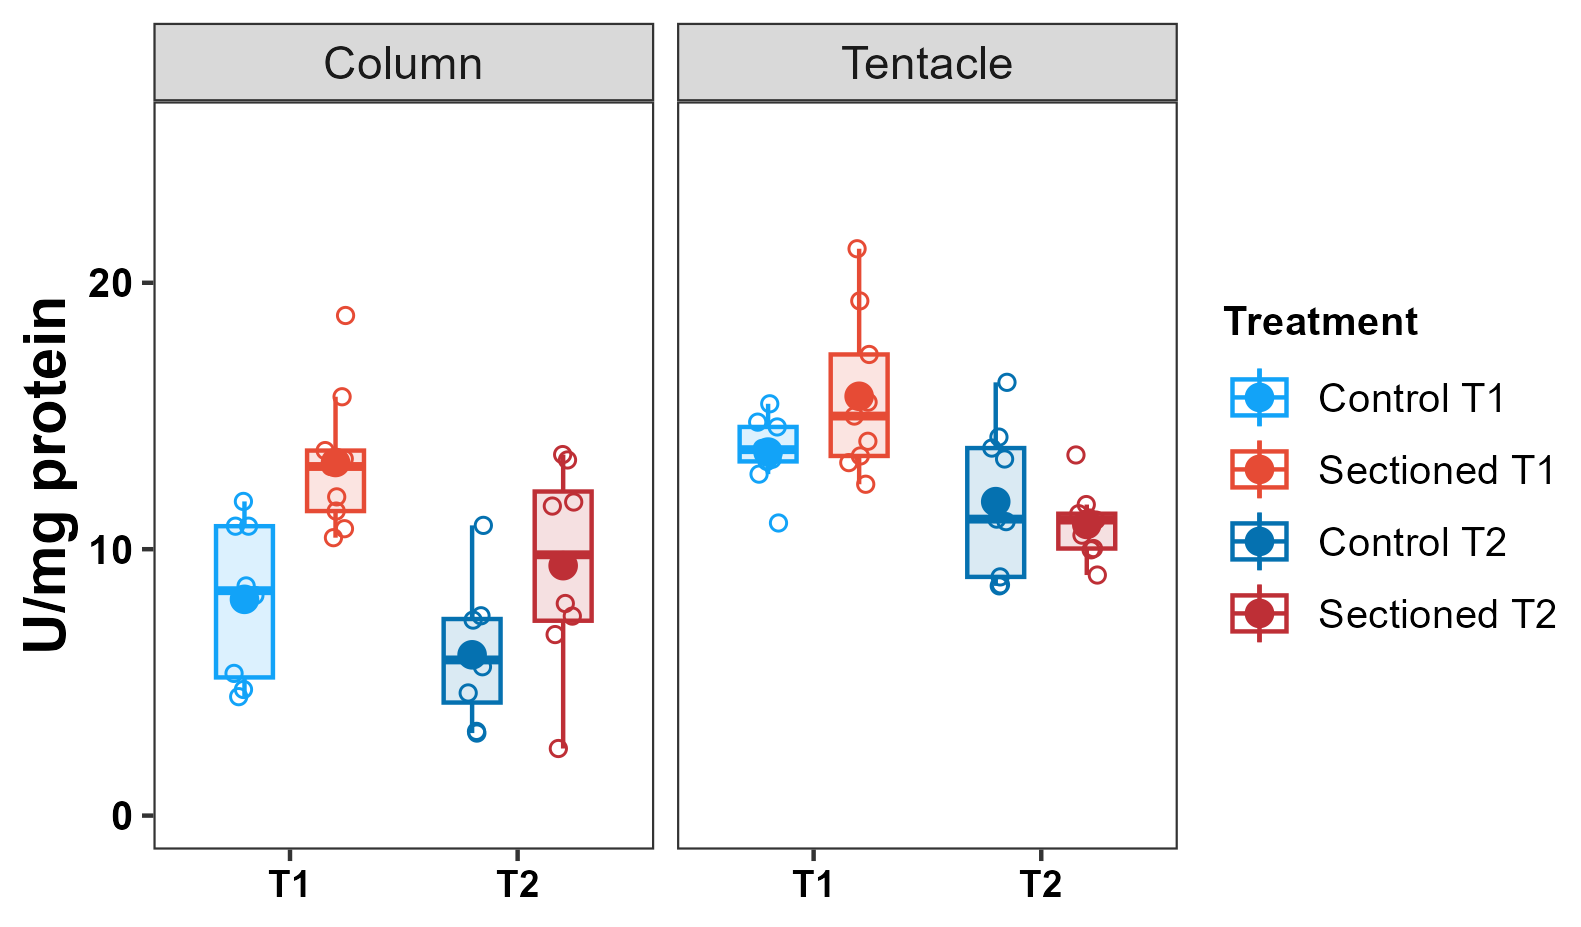 Column
Tentacle
U/mg protein
20
10
0
T1
T2
T1
T2
Treatment
Control T1
Sectioned T1
Control T2
Sectioned T2